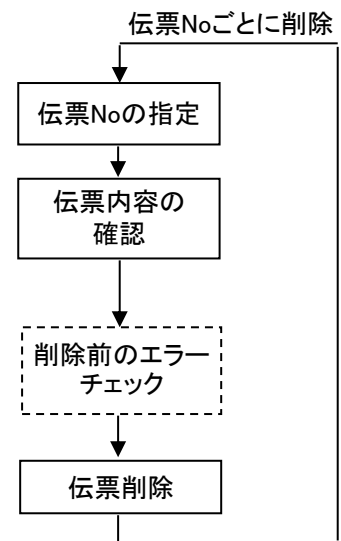 伝票Noごとに削除
伝票Noの指定
伝票内容の
確認
削除前のエラー
チェック
伝票削除